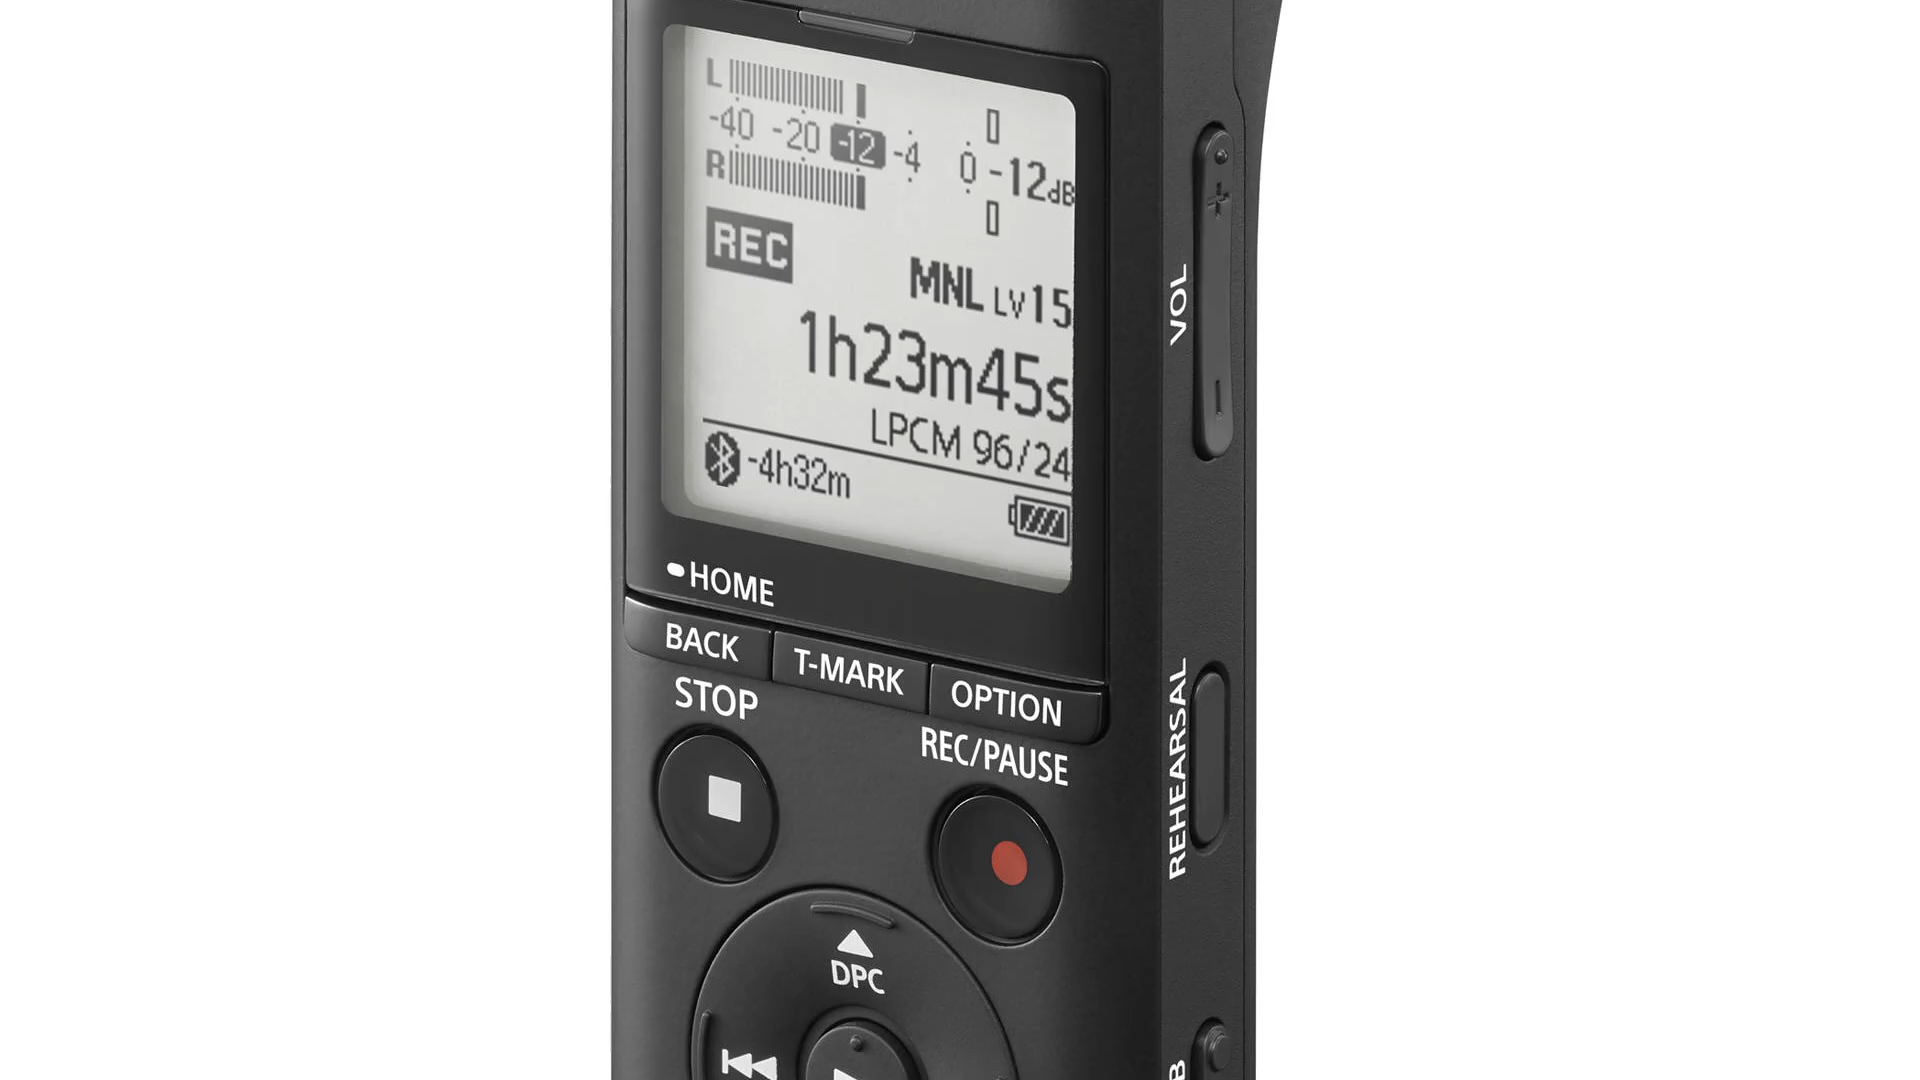 L
-40 -20 -12 -4 0 -12dB
R
REC
MNL LV15
1h23m45s
LPCM 96/24
-4h32m
HOME
BACK T-MARK OPTION
STOP
REC/PAUSE
DPC
VOL
+
−
REHEARSAL
B